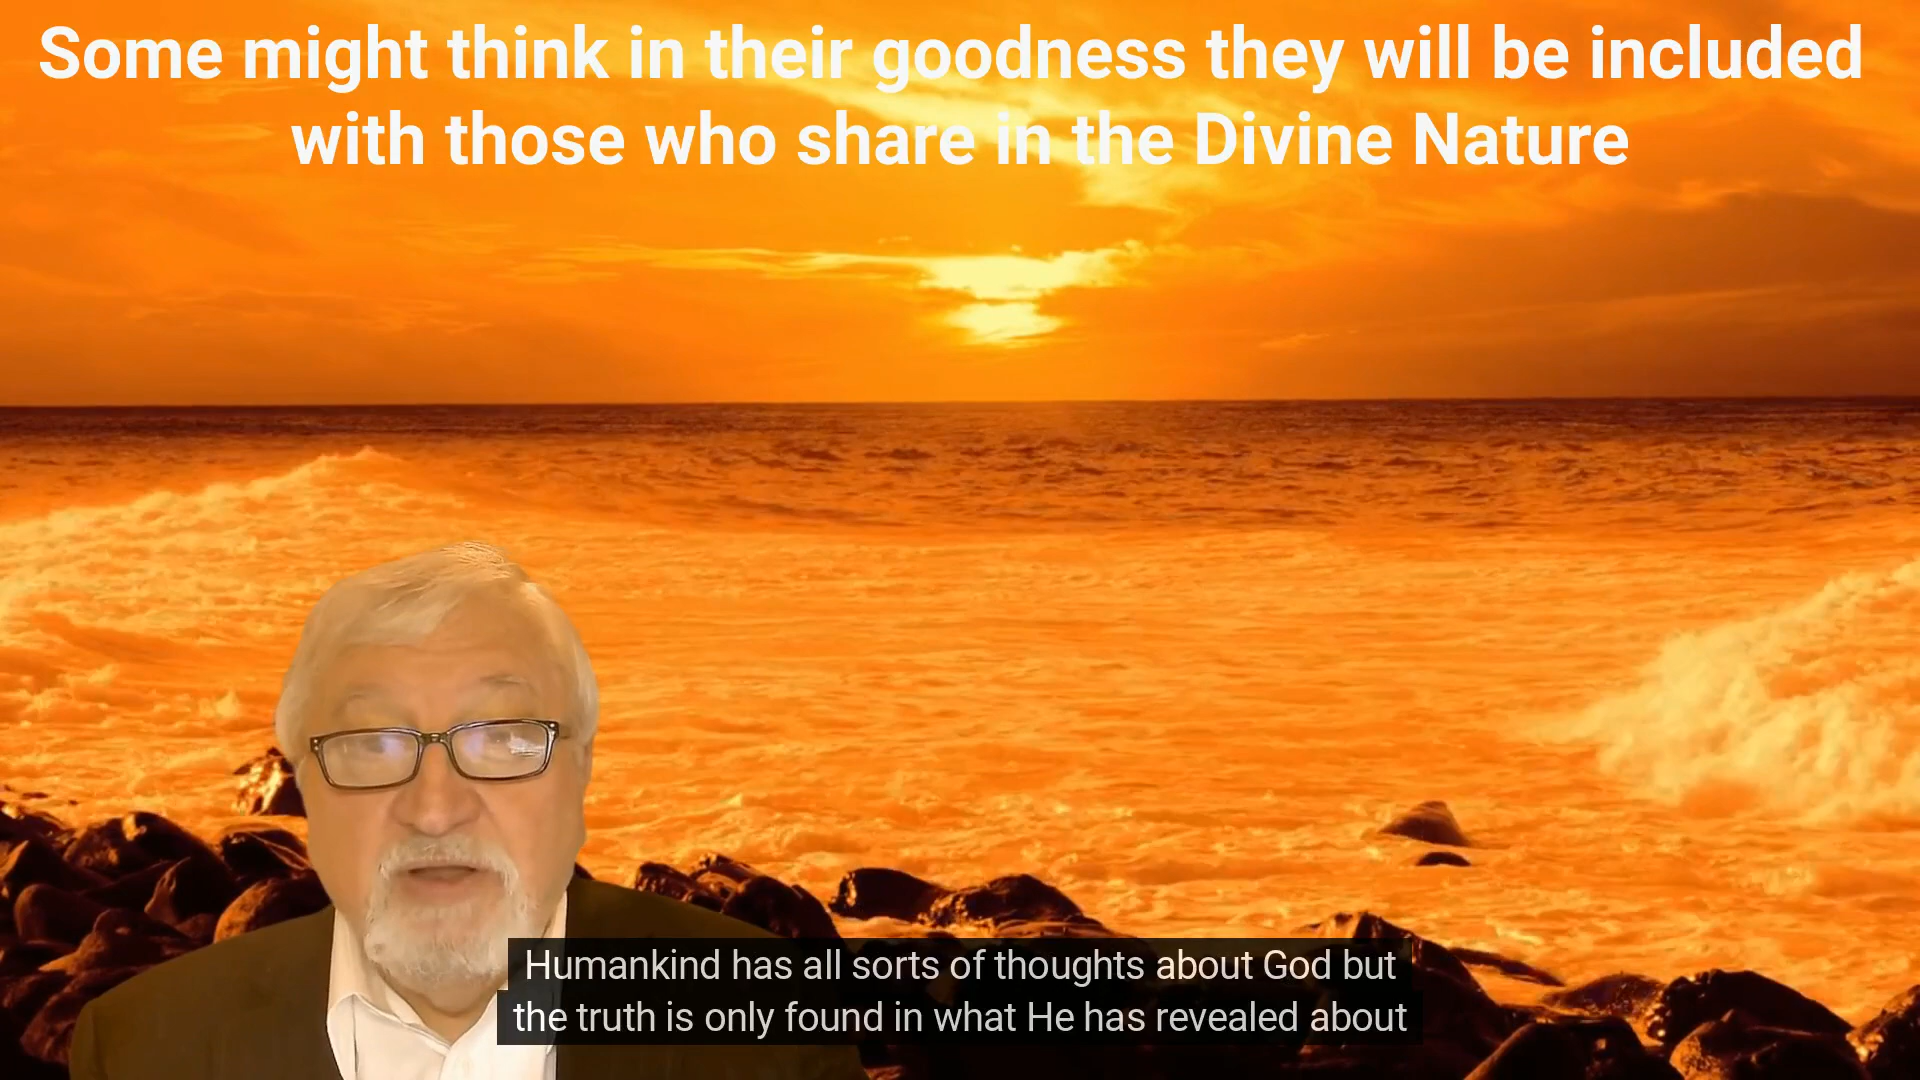 Some might think in their goodness they will be included
with those who share in the Divine Nature
Humankind has all sorts of thoughts about God but
the truth is only found in what He has revealed about